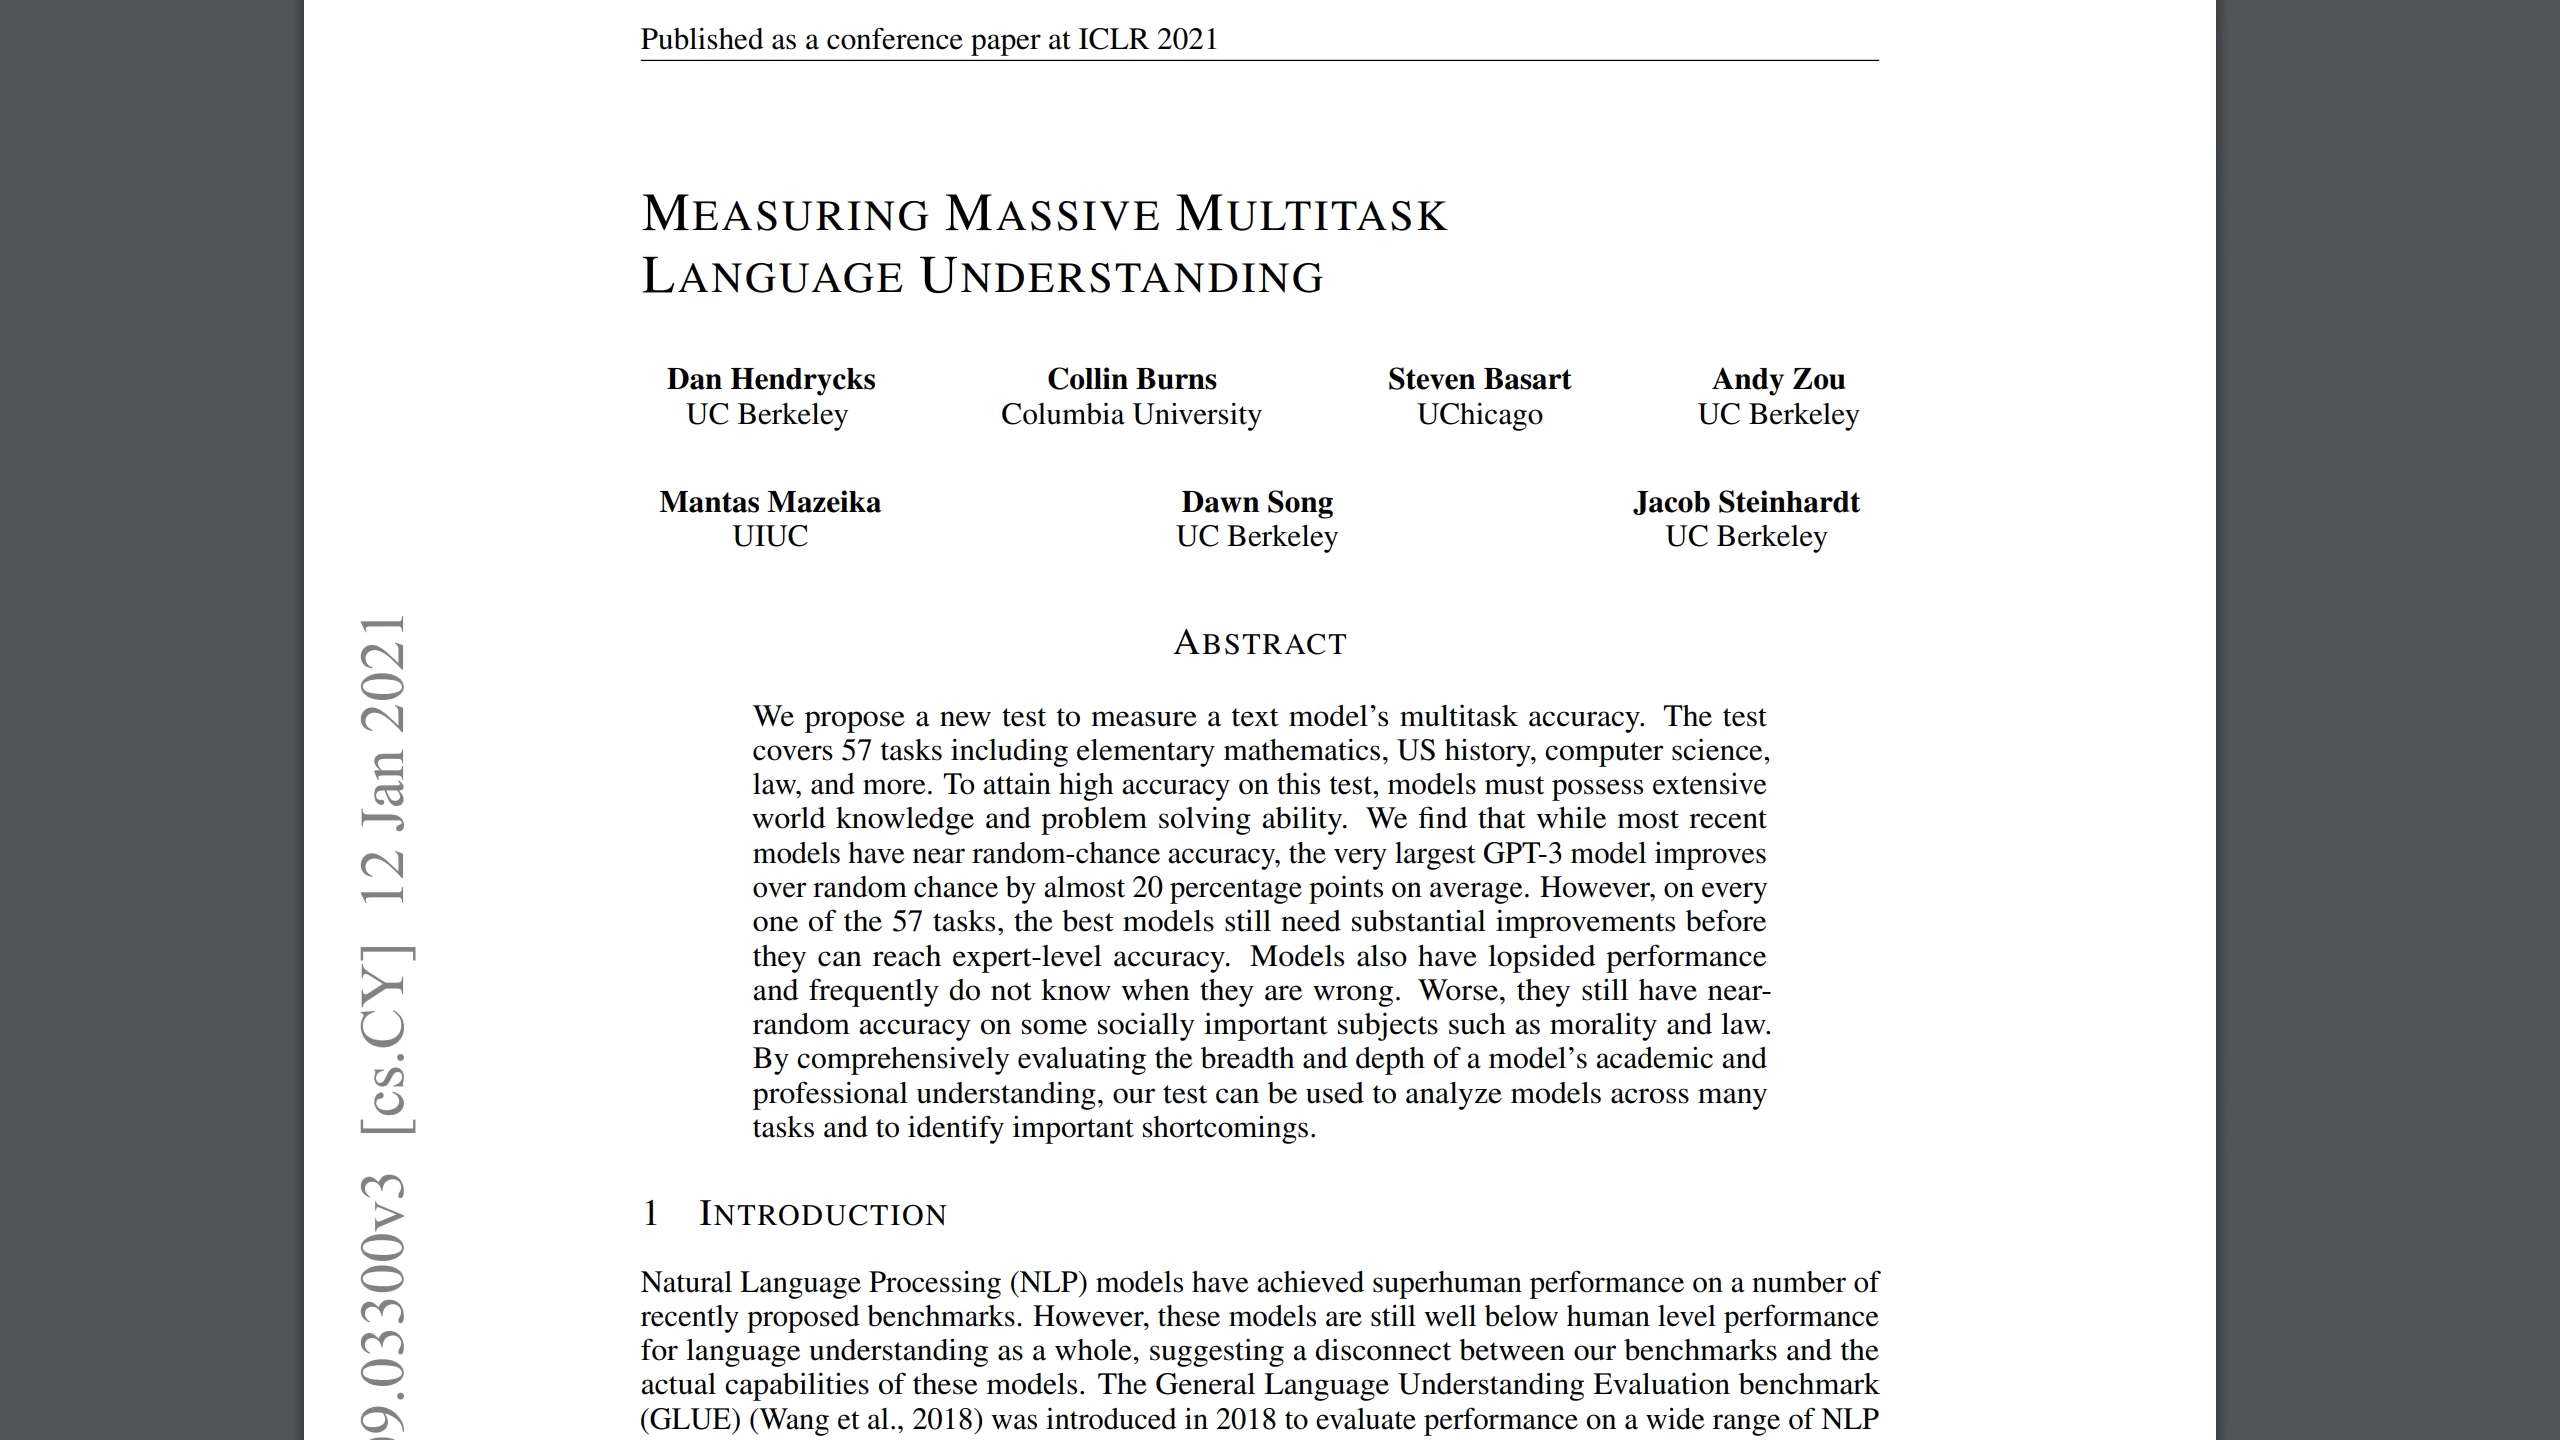 Published as a conference paper at ICLR 2021
MEASURING MASSIVE MULTITASK
LANGUAGE UNDERSTANDING
Dan Hendrycks Collin Burns Steven Basart Andy Zou
UC Berkeley Columbia University UChicago UC Berkeley
Mantas Mazeika Dawn Song Jacob Steinhardt
UIUC UC Berkeley UC Berkeley
ABSTRACT
We propose a new test to measure a text model's multitask accuracy. The test
covers 57 tasks including elementary mathematics, US history, computer science,
law, and more. To attain high accuracy on this test, models must possess extensive
world knowledge and problem solving ability. We find that while most recent
models have near random-chance accuracy, the very largest GPT-3 model improves
over random chance by almost 20 percentage points on average. However, on every
one of the 57 tasks, the best models still need substantial improvements before
they can reach expert-level accuracy. Models also have lopsided performance
and frequently do not know when they are wrong. Worse, they still have near-
random accuracy on some socially important subjects such as morality and law.
By comprehensively evaluating the breadth and depth of a model's academic and
professional understanding, our test can be used to analyze models across many
tasks and to identify important shortcomings.
1 INTRODUCTION
Natural Language Processing (NLP) models have achieved superhuman performance on a number of
recently proposed benchmarks. However, these models are still well below human level performance
for language understanding as a whole, suggesting a disconnect between our benchmarks and the
actual capabilities of these models. The General Language Understanding Evaluation benchmark
(GLUE) (Wang et al., 2018) was introduced in 2018 to evaluate performance on a wide range of NLP
9.03300v3 [cs.CY] 12 Jan 2021